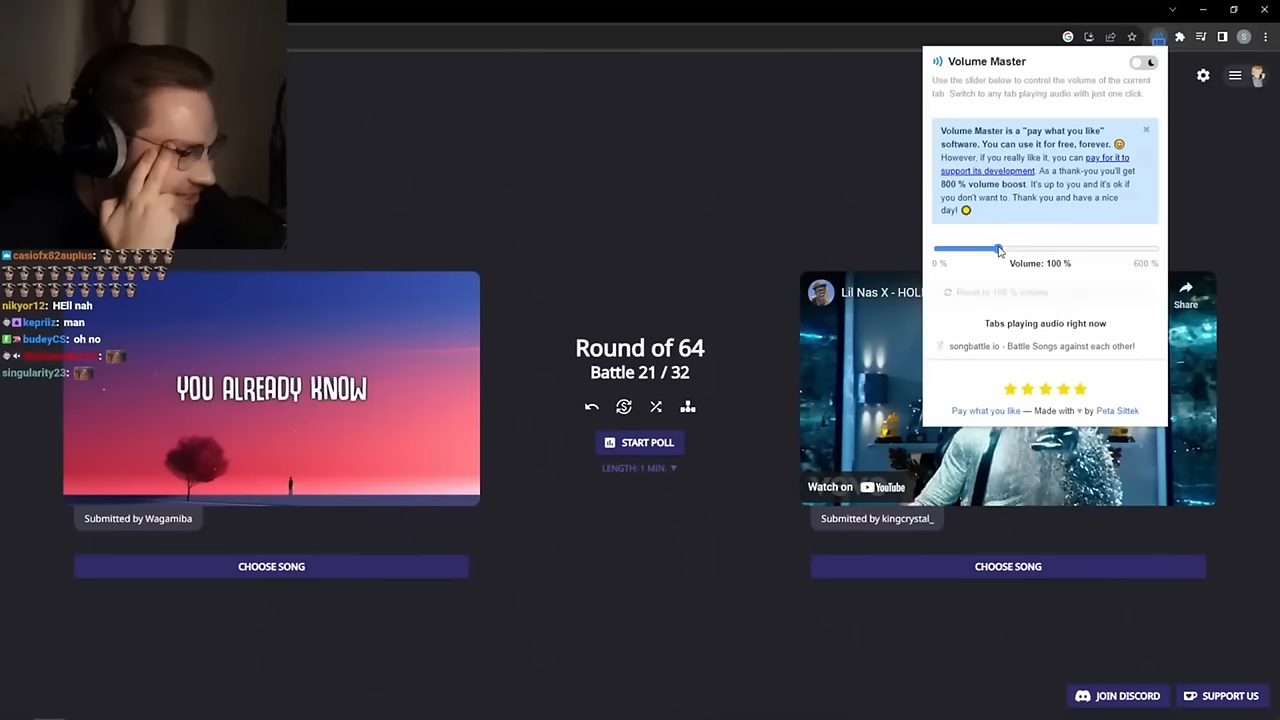 Volume Master
Use the slider below to control the volume of the current
tab. Switch to any tab playing audio with just one click.
Volume Master is a "pay what you like"
software. You can use it for free, forever.
However, if you really like it, you can pay for it to
support its development. As a thank-you you'll get
800 % volume boost. It's up to you and it's ok if
you don't want to. Thank you and have a nice
day!
0 %
Volume: 100 %
600 %
Reset to 100 % volume
Tabs playing audio right now
songbattle.io - Battle Songs against each other!
Pay what you like — Made with ♥ by Peta Sittek
casiofx82auplus:
nikyor12: HEll nah
kepriiz: man
budeyCS: oh no
singularity23:
YOU ALREADY KNOW
Submitted by Wagamiba
CHOOSE SONG
Round of 64
Battle 21 / 32
START POLL
LENGTH: 1 MIN. ▼
Lil Nas X - HOL
Share
Watch on YouTube
Submitted by kingcrystal_
CHOOSE SONG
JOIN DISCORD
SUPPORT US